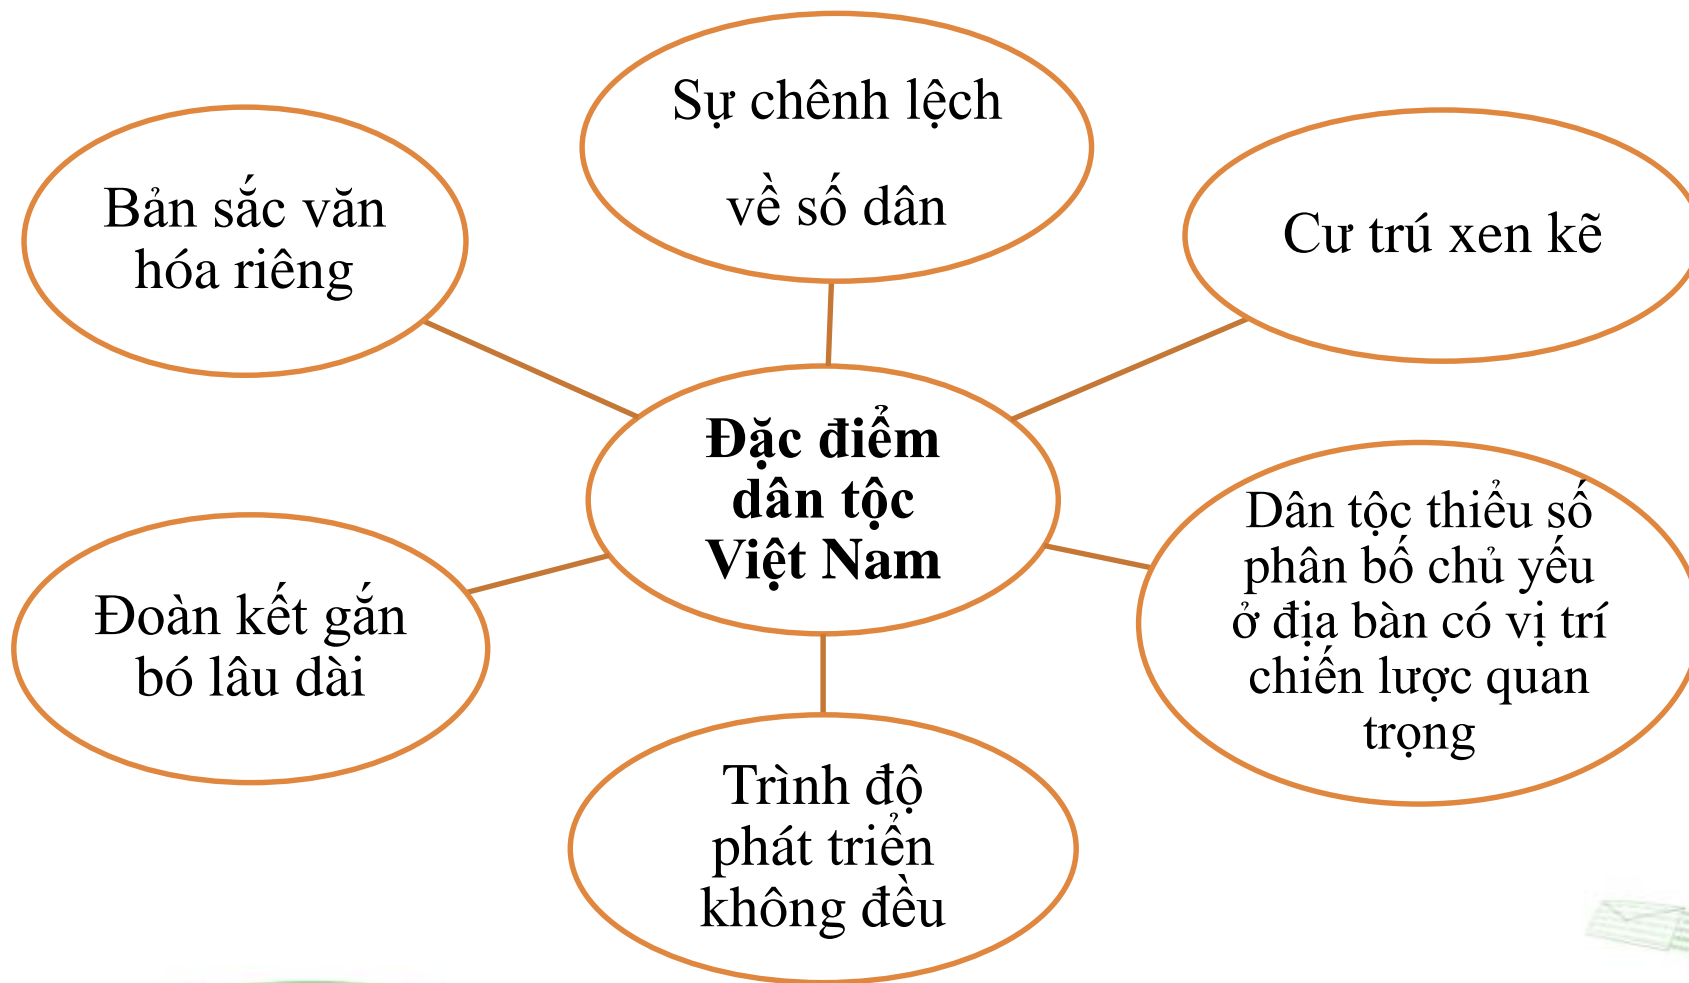 Sự chênh lệch
về số dân
Bản sắc văn
hóa riêng
Cư trú xen kẽ
Đặc điểm
dân tộc
Việt Nam
Dân tộc thiểu số
phân bố chủ yếu
ở địa bàn có vị trí
chiến lược quan
trọng
Đoàn kết gắn
bó lâu dài
Trình độ
phát triển
không đều